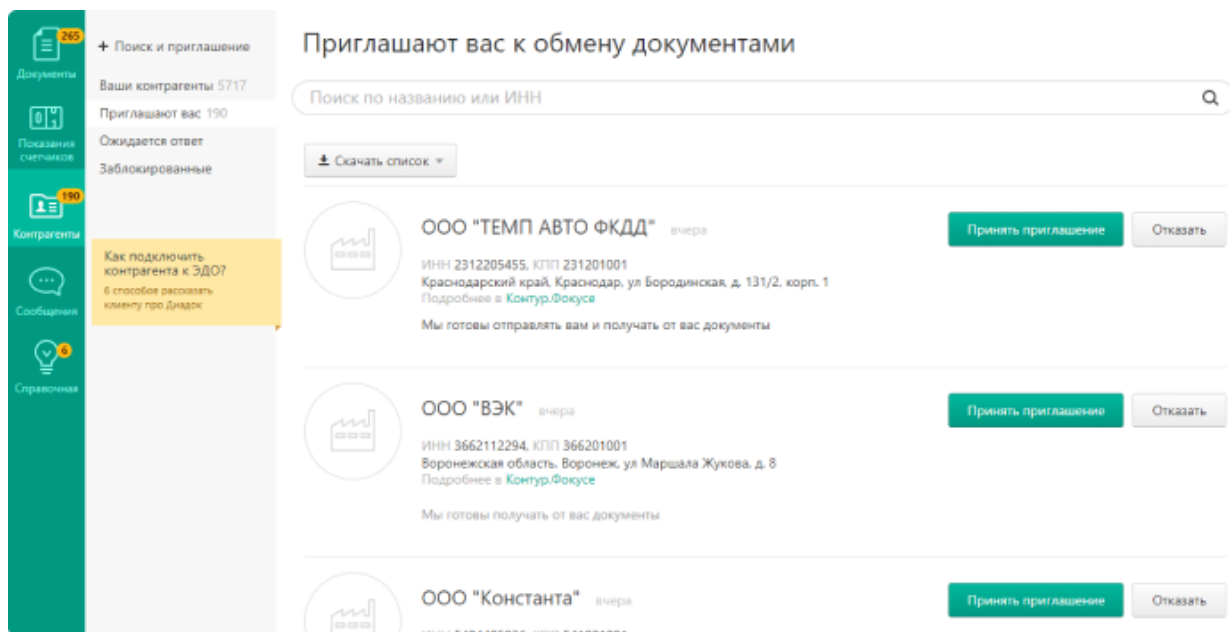 265
Документы
Показания
счетчиков
190
Контрагенты
Сообщения
6
Справочная
+ Поиск и приглашение
Ваши контрагенты 5717
Приглашают вас 190
Ожидается ответ
Заблокированные
Как подключить
контрагента к ЭДО?
6 способов рассказать
клиенту про Диадок
Приглашают вас к обмену документами
Поиск по названию или ИНН
Скачать список
ООО "ТЕМП АВТО ФКДД" вчера
Принять приглашение
Отказать
ИНН 2312205455, КПП 231201001
Краснодарский край, Краснодар, ул Бородинская, д. 131/2, корп. 1
Подробнее в Контур.Фокусе
Мы готовы отправлять вам и получать от вас документы
ООО "ВЭК" вчера
Принять приглашение
Отказать
ИНН 3662112294, КПП 366201001
Воронежская область, Воронеж, ул Маршала Жукова, д. 8
Подробнее в Контур.Фокусе
Мы готовы получать от вас документы
ООО "Константа" вчера
Принять приглашение
Отказать